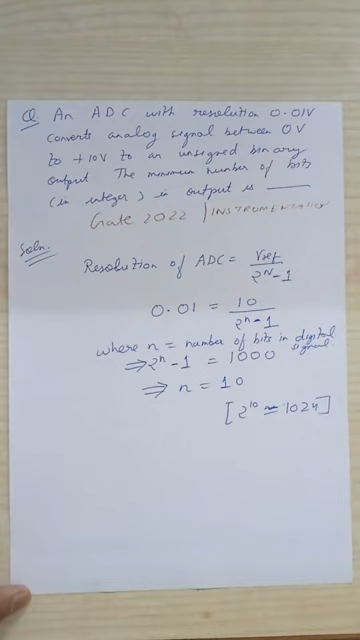 Q. An ADC with resolution 0.01V
converts analog signal between 0V
to +10V to an unsigned binary
output The minimum number of bits
(in integer) in output is ____
Gate 2022 | INSTRUMENTATION
Soln.
Resolution of ADC = Vref / 2^N-1
0.01 = 10 / 2^n-1
where n = number of bits in digital signal.
⇒ 2^n - 1 = 1000
⇒ n = 10
[2^10 ≃ 1024]